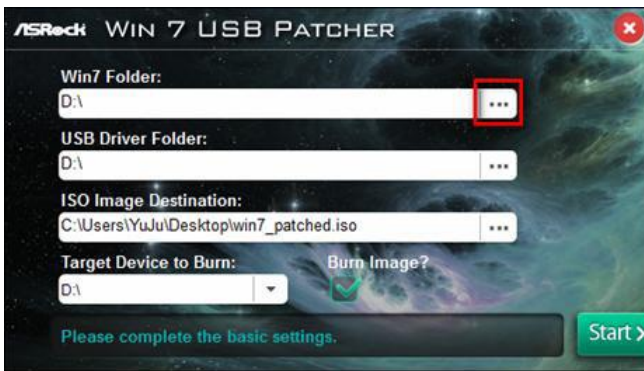 ASRock WIN 7 USB PATCHER
Win7 Folder:
D:\
...
USB Driver Folder:
D:\
...
ISO Image Destination:
C:\Users\YuJu\Desktop\win7_patched.iso
...
Target Device to Burn: Burn Image?
D:\
Please complete the basic settings.
Start